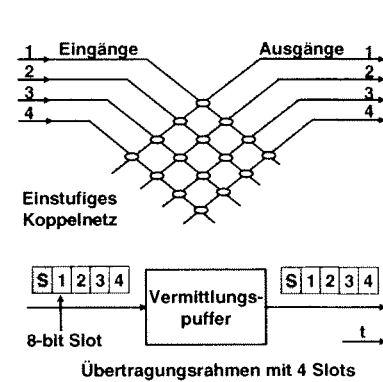 1 Eingänge Ausgänge 1
2 2
3 3
4 4
Einstufiges
Koppelnetz
S 1 2 3 4 S 1 2 3 4
Vermittlungs-
puffer
8-bit Slot t
Übertragungsrahmen mit 4 Slots